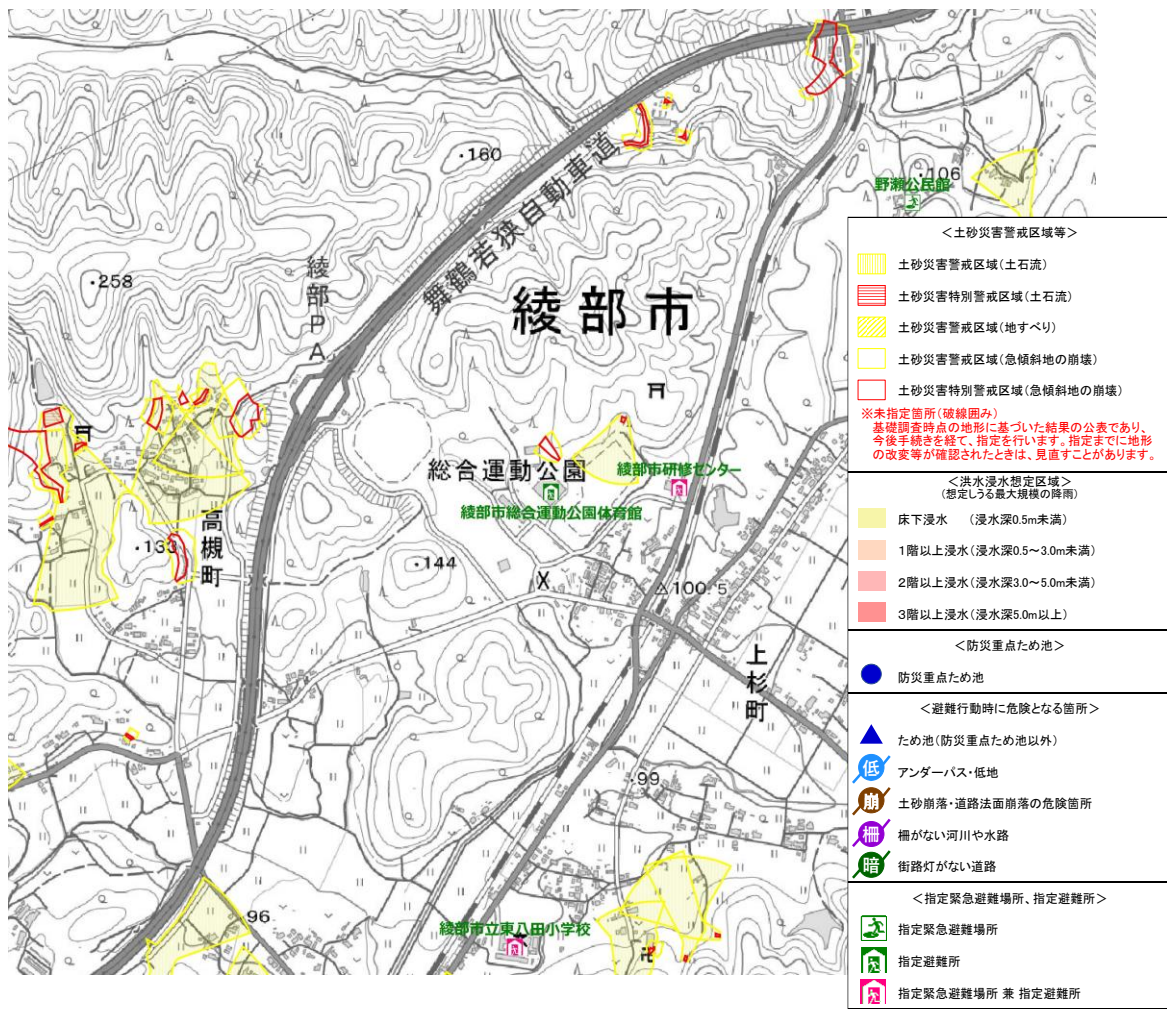 ・160
舞鶴若狭自動車道
・106
野瀬公民館
・258
綾部PA
綾部市
総合運動公園
綾部市研修センター
綾部市総合運動公園体育館
高槻町
・133
・144
△100.5
上杉町
・99
・96
綾部市立東八田小学校
＜土砂災害警戒区域等＞
土砂災害警戒区域(土石流)
土砂災害特別警戒区域(土石流)
土砂災害警戒区域(地すべり)
土砂災害警戒区域(急傾斜地の崩壊)
土砂災害特別警戒区域(急傾斜地の崩壊)
※未指定箇所(破線囲み)
基礎調査時点の地形に基づいた結果の公表であり、
今後手続きを経て、指定を行います。指定までに地形
の改変等が確認されたときは、見直すことがあります。
＜洪水浸水想定区域＞
(想定しうる最大規模の降雨)
床下浸水　(浸水深0.5m未満)
1階以上浸水(浸水深0.5～3.0m未満)
2階以上浸水(浸水深3.0～5.0m未満)
3階以上浸水(浸水深5.0m以上)
＜防災重点ため池＞
防災重点ため池
＜避難行動時に危険となる箇所＞
ため池(防災重点ため池以外)
低 アンダーパス・低地
崩 土砂崩落・道路法面崩落の危険箇所
柵 柵がない河川や水路
暗 街路灯がない道路
＜指定緊急避難場所、指定避難所＞
指定緊急避難場所
指定避難所
指定緊急避難場所 兼 指定避難所